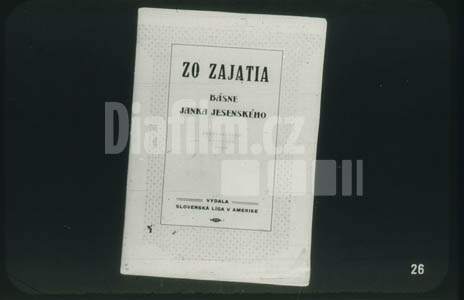 ZO ZAJATIA
BÁSNE
JANKA JESENSKÉHO
VYDALA
SLOVENSKÁ LIGA V AMERIKE
Diafilm.cz
26